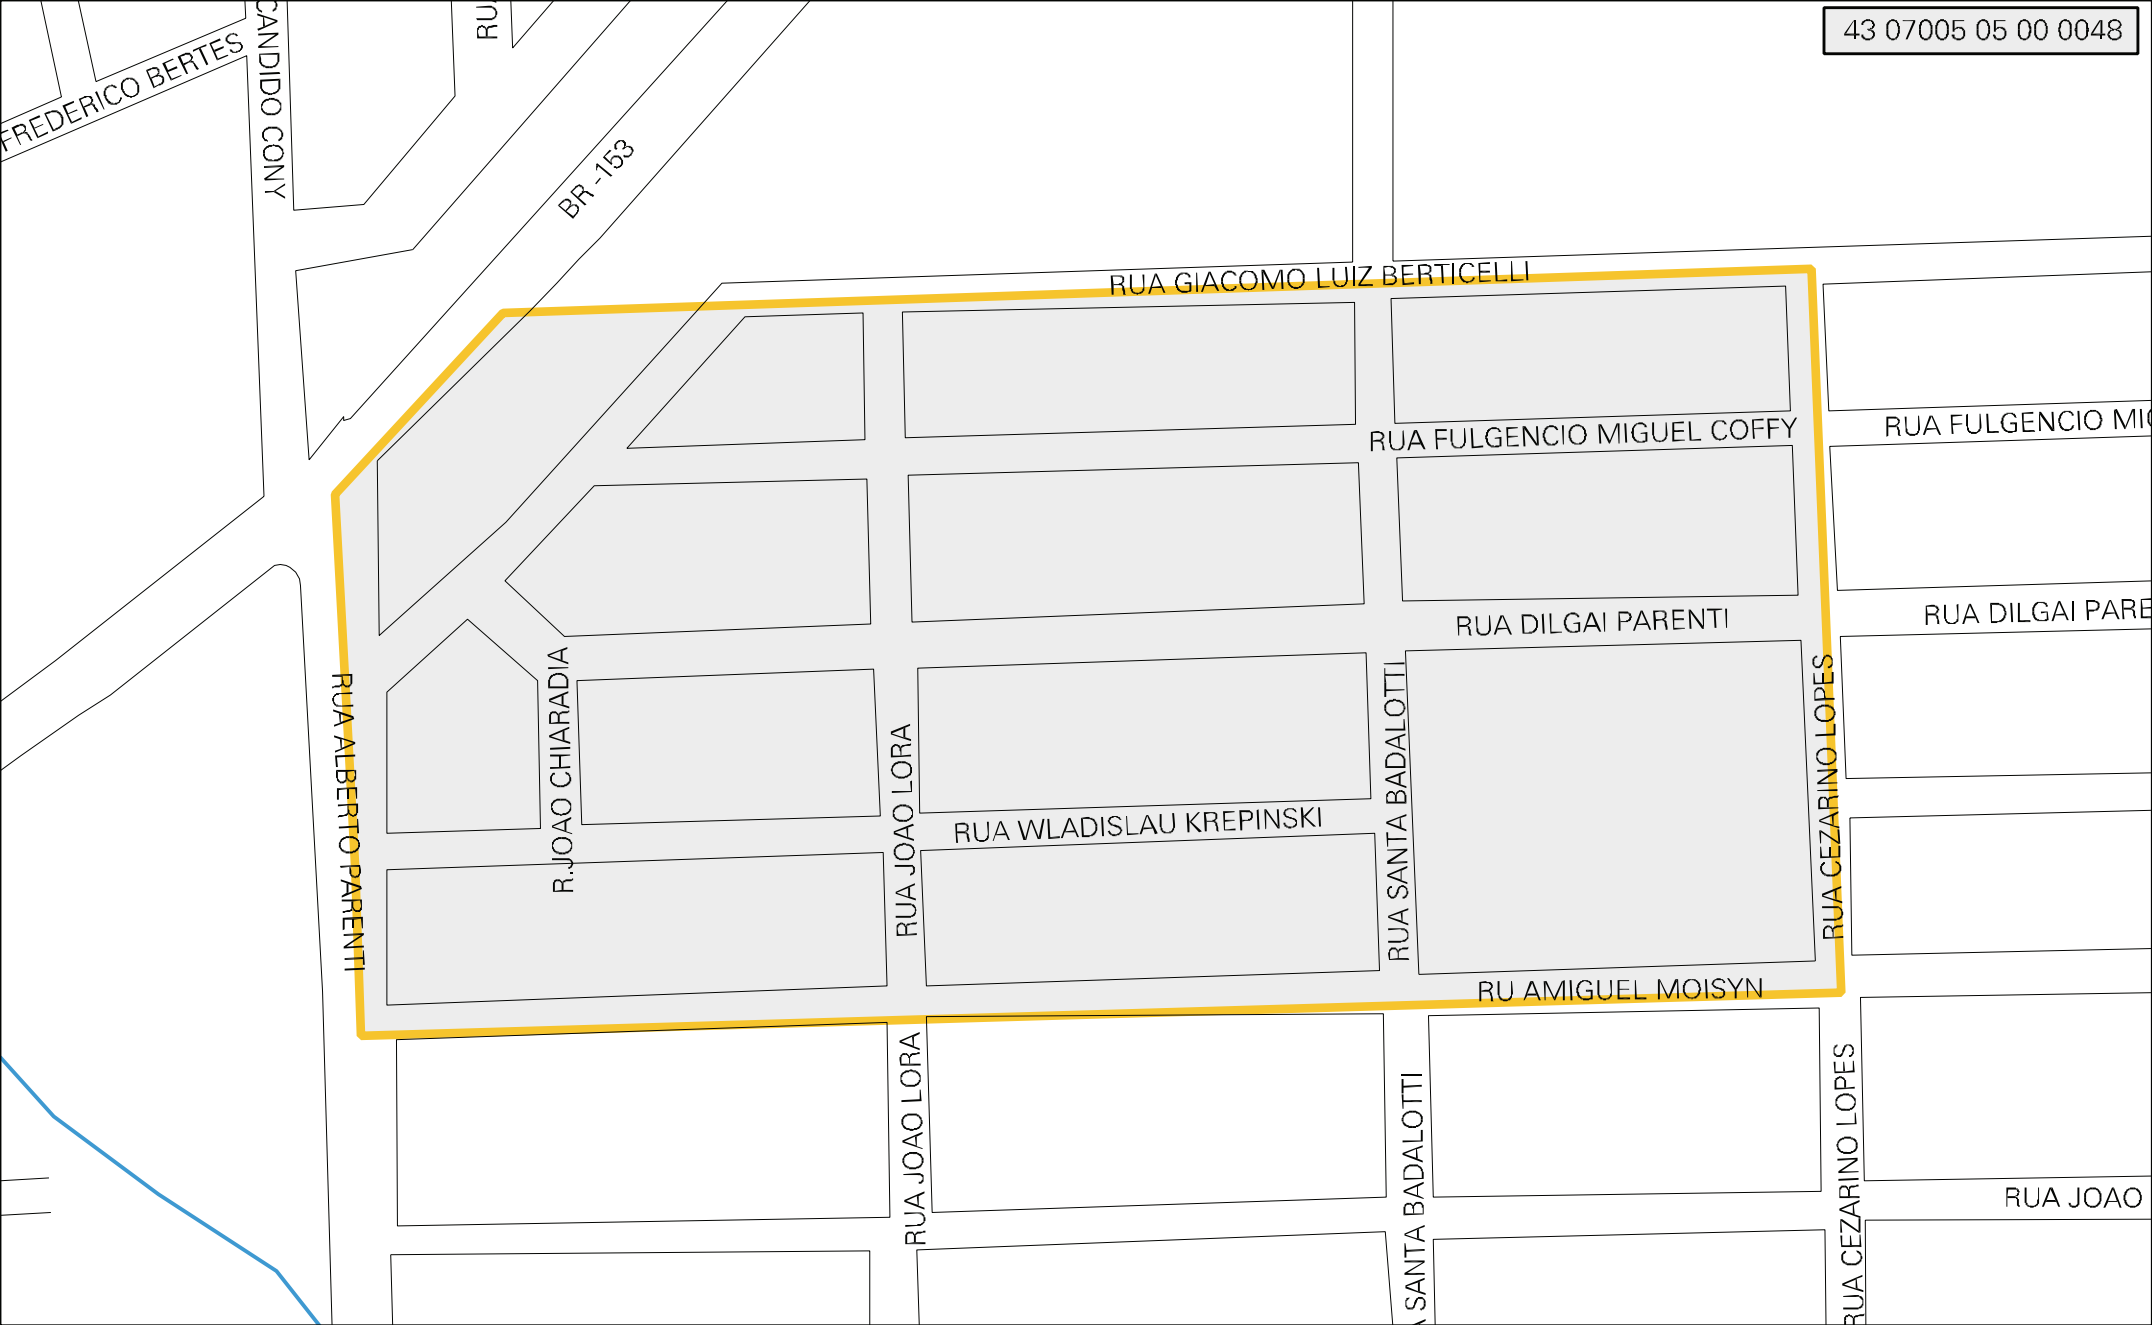 43 07005 05 00 0048
RUA
CANDIDO CONY
FREDERICO BERTES
BR -153
RUA GIACOMO LUIZ BERTICELLI
RUA FULGENCIO MIGUEL COFFY
RUA FULGENCIO MIG
RUA DILGAI PARENTI
RUA DILGAI PARE
RUA ALBERTO PARENTI
R.JOAO CHIARADIA
RUA JOAO LORA
RUA WLADISLAU KREPINSKI
RUA SANTA BADALOTTI
RUA CEZARINO LOPES
RU AMIGUEL MOISYN
RUA JOAO LORA
A SANTA BADALOTTI
RUA CEZARINO LOPES
RUA JOAO